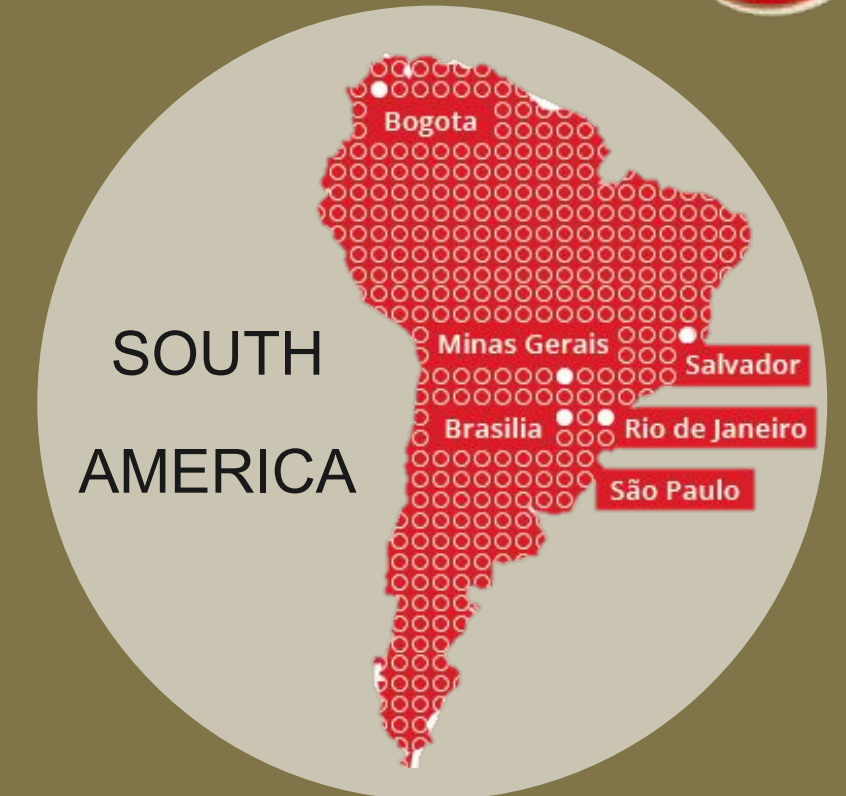 Bogota
SOUTH
AMERICA
Minas Gerais
Salvador
Brasilia
Rio de Janeiro
São Paulo